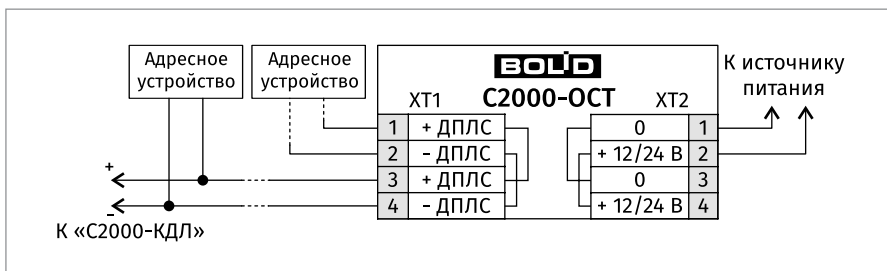 Адресное
устройство
Адресное
устройство
BOLID
С2000-ОСТ
К источнику
питания
XT1
XT2
1 + ДПЛС
2 - ДПЛС
3 + ДПЛС
4 - ДПЛС
0 1
+ 12/24 В 2
0 3
+ 12/24 В 4
+
-
К «С2000-КДЛ»